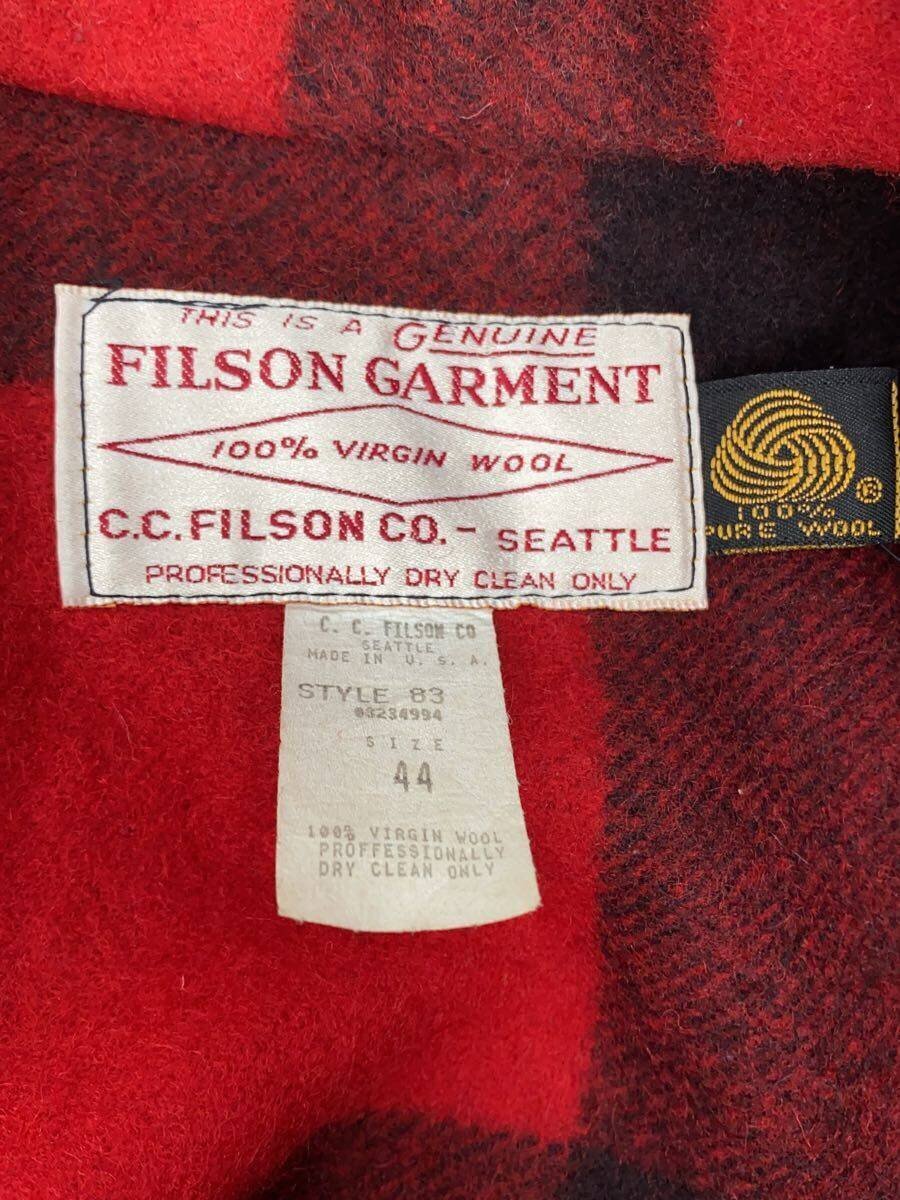 THIS IS A GENUINE
FILSON GARMENT
100% VIRGIN WOOL
C.C. FILSON CO. - SEATTLE
PROFESSIONALLY DRY CLEAN ONLY
100%
PURE WOOL
®
C. C. FILSON CO
SEATTLE
MADE IN U. S. A.
STYLE 83
03234994
SIZE
44
100% VIRGIN WOOL
PROFFESSIONALLY
DRY CLEAN ONLY